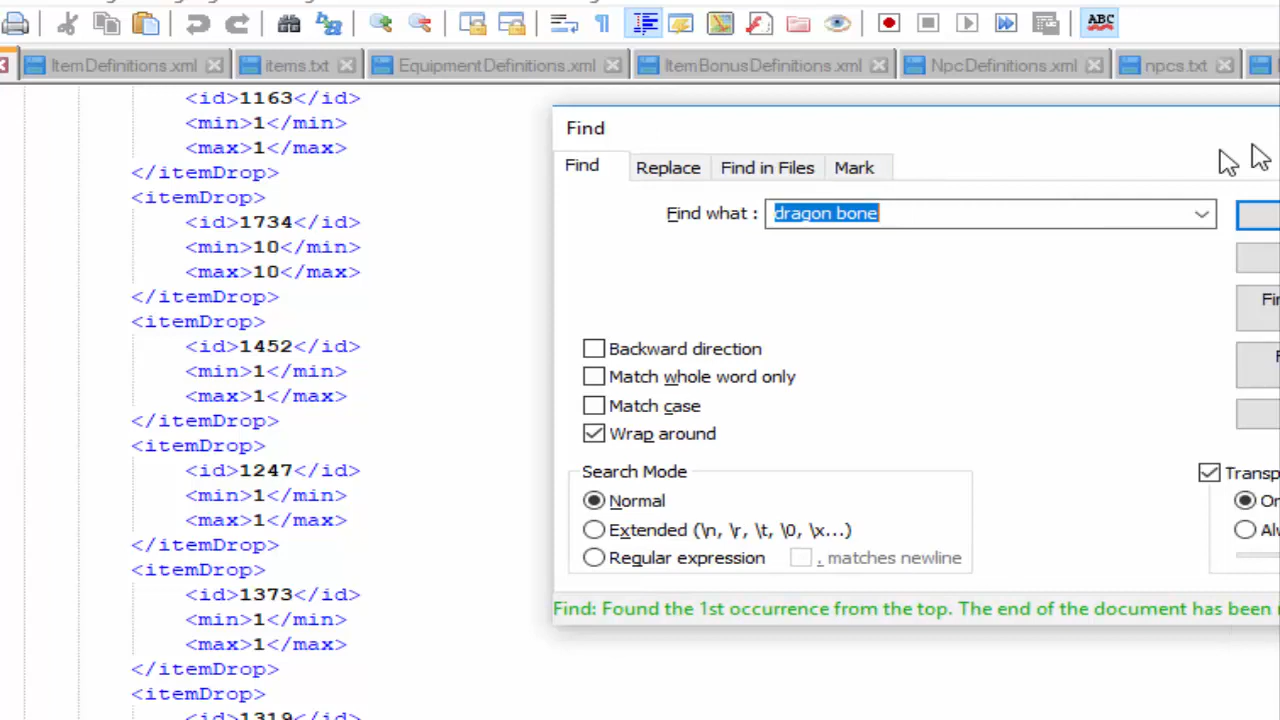 ABC
ItemDefinitions.xml items.txt EquipmentDefinitions.xml ItemBonusDefinitions.xml NpcDefinitions.xml npcs.txt
<id>1163</id>
<min>1</min>
<max>1</max>
</itemDrop>
<itemDrop>
<id>1734</id>
<min>10</min>
<max>10</max>
</itemDrop>
<itemDrop>
<id>1452</id>
<min>1</min>
<max>1</max>
</itemDrop>
<itemDrop>
<id>1247</id>
<min>1</min>
<max>1</max>
</itemDrop>
<itemDrop>
<id>1373</id>
<min>1</min>
<max>1</max>
</itemDrop>
<itemDrop>
<id>1319</id>
Find
Find Replace Find in Files Mark
Find what : dragon bone
Backward direction
Match whole word only
Match case
Wrap around
Search Mode
Normal
Extended (\n, \r, \t, \0, \x...)
Regular expression . matches newline
Find: Found the 1st occurrence from the top. The end of the document has been